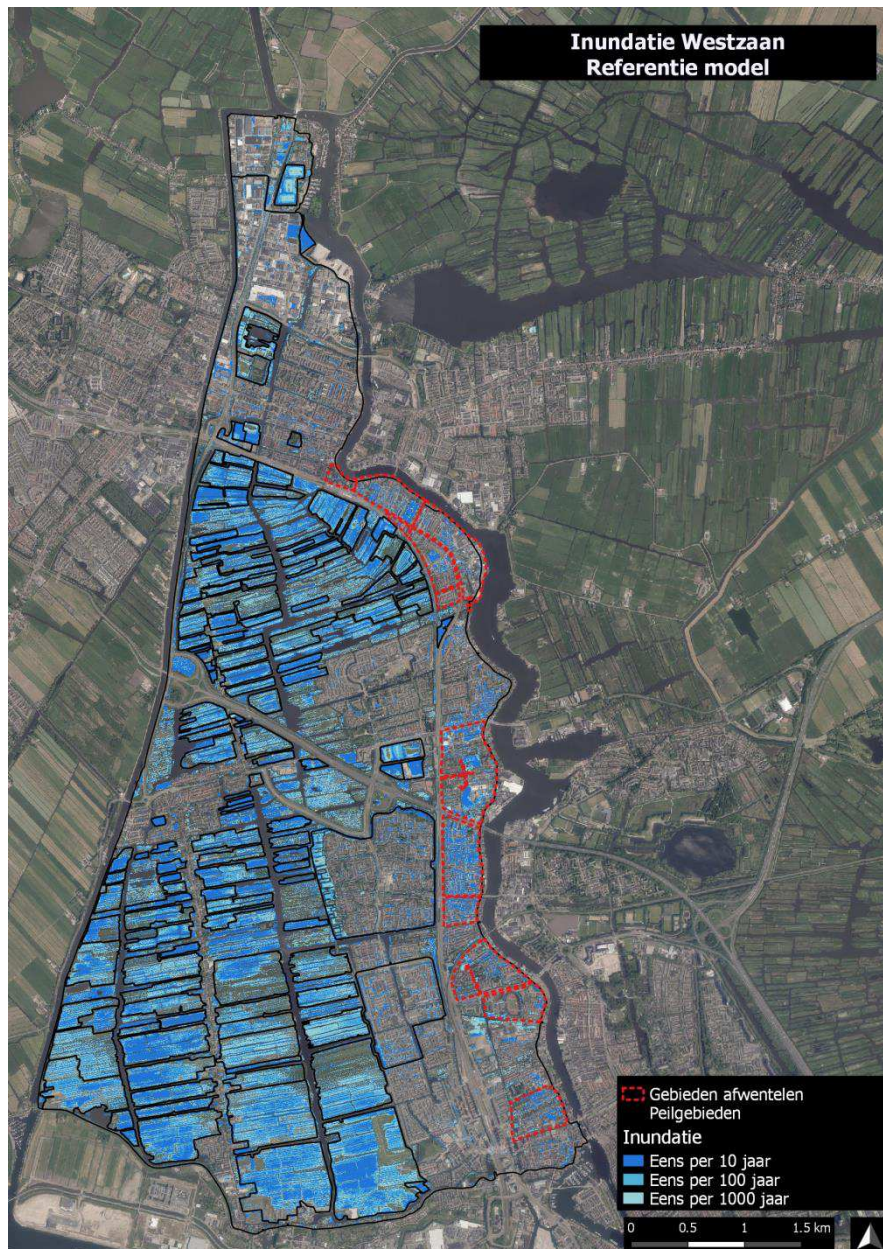 Inundatie Westzaan
Referentie model
Gebieden afwentelen
Peilgebieden
Inundatie
Eens per 10 jaar
Eens per 100 jaar
Eens per 1000 jaar
0 0.5 1 1.5 km